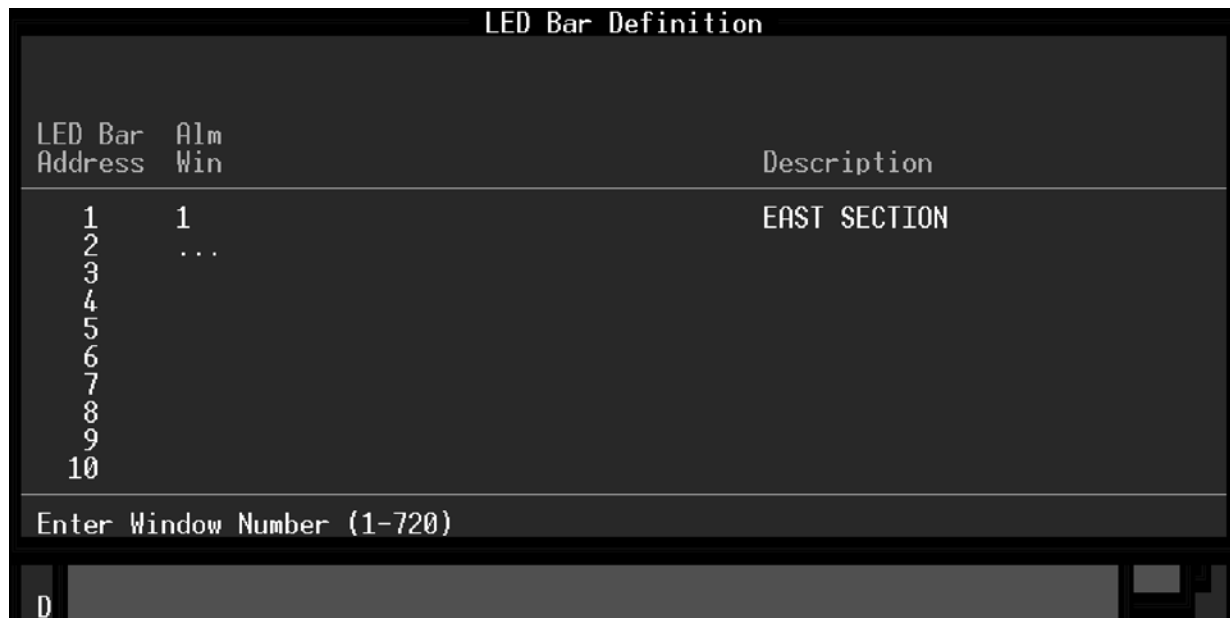 LED Bar Definition
LED Bar Alm
Address Win Description
1 1 EAST SECTION
2 ...
3
4
5
6
7
8
9
10
Enter Window Number (1-720)
D